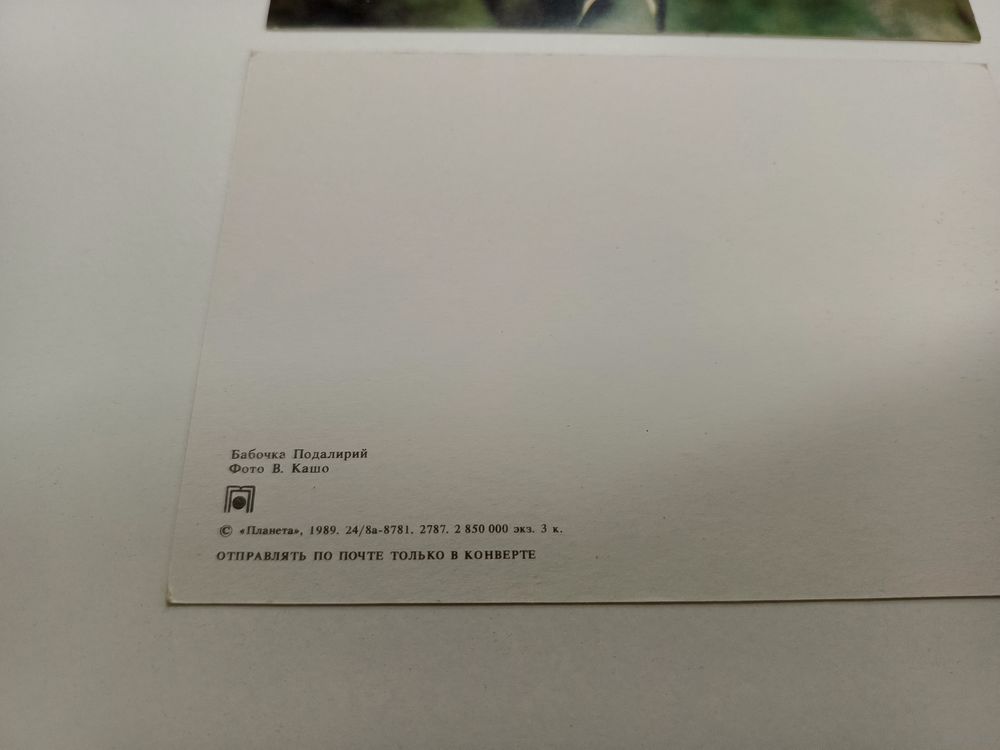 Бабочка Подалирий
Фото В. Кашо
© «Планета», 1989. 24/8а-8781. 2787. 2 850 000 экз. 3 к.
ОТПРАВЛЯТЬ ПО ПОЧТЕ ТОЛЬКО В КОНВЕРТЕ